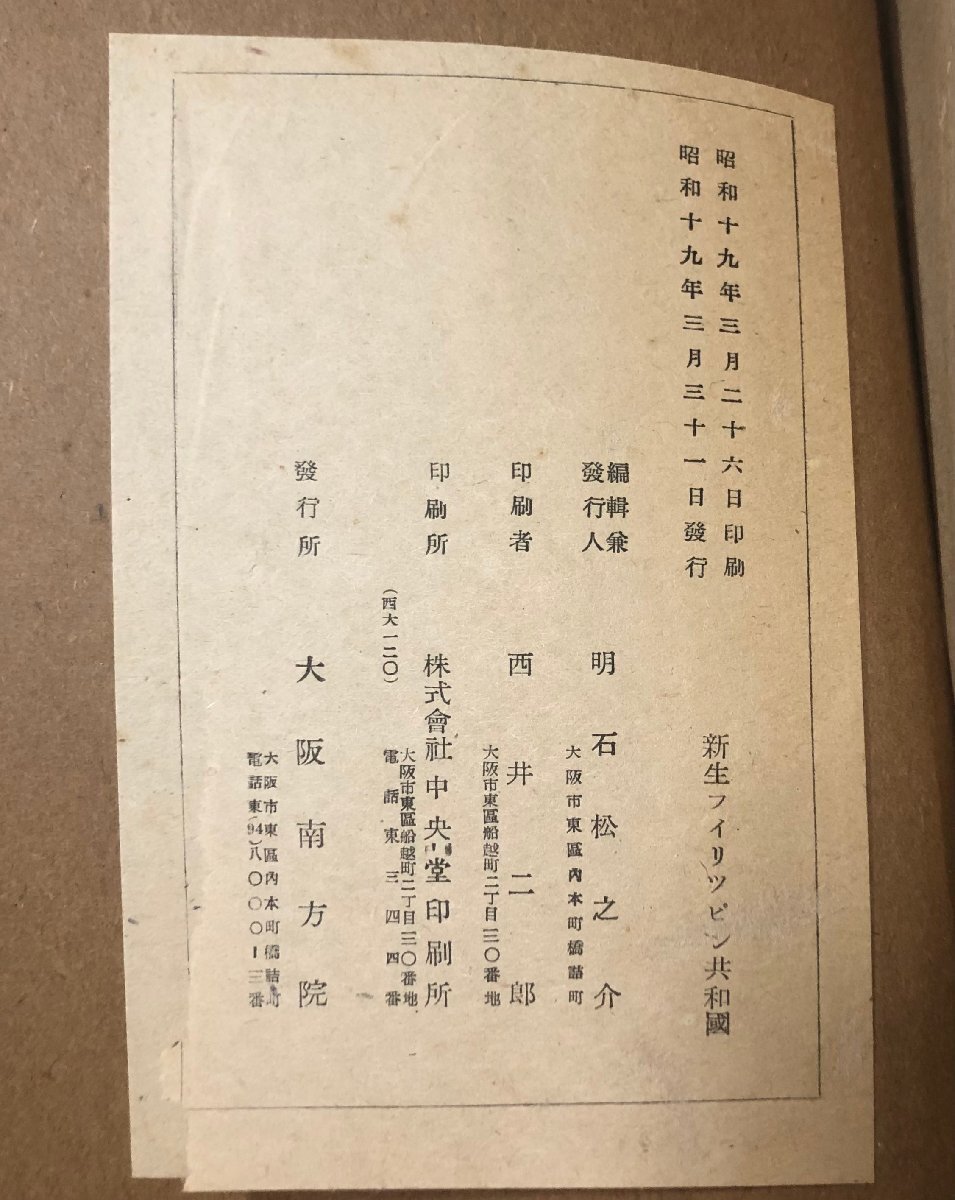 昭和十九年三月二十六日印刷
昭和十九年三月三十一日發行
新生フイリツピン共和國
編輯兼
發行人
明石松之介
大阪市東區內本町橋詰町
印刷者
西井二郎
大阪市東區船越町二丁目三〇番地
印刷所
株式會社中央堂印刷所
大阪市東區船越町二丁目三〇番地
電話東三四四番
(西大一二〇)
發行所
大阪南方院
大阪市東區內本町橋詰町
電話東(94)八〇〇〇ー三番